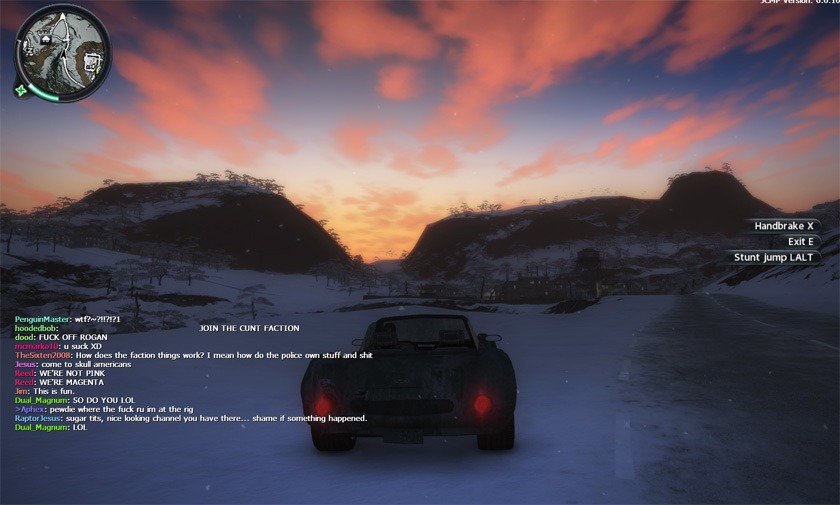 JCMP Version: 0.0.10
Handbrake X
Exit E
Stunt jump LALT
PenguinMaster: wtf?~?!!?!?1
hoodedbob: JOIN THE CUNT FACTION
dood: FUCK OFF ROGAN
mcmarko10: u suck XD
TheSixten2008: How does the faction things work? I mean how do the police own stuff and shit
Jesus: come to skull americans
Reed: WE'RE NOT PINK
Reed: WE'RE MAGENTA
Jim: This is fun.
Dual_Magnum: SO DO YOU LOL
>Aphex: pewdie where the fuck ru im at the rig
RaptorJesus: sugar tits, nice looking channel you have there... shame if something happened.
Dual_Magnum: LOL